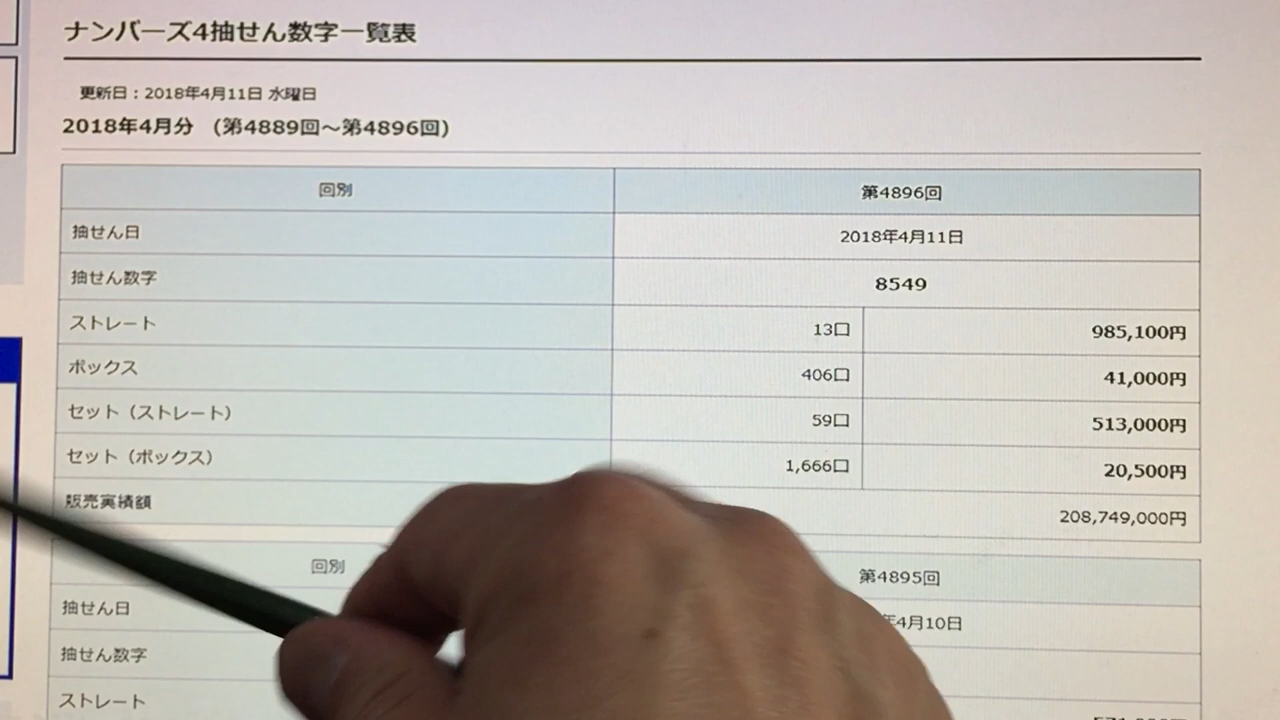 ナンバーズ4抽せん数字一覧表
更新日：2018年4月11日 水曜日
2018年4月分 (第4889回～第4896回)
回別 第4896回
抽せん日 2018年4月11日
抽せん数字 8549
ストレート 13口 985,100円
ボックス 406口 41,000円
セット（ストレート） 59口 513,000円
セット（ボックス） 1,666口 20,500円
販売実績額 208,749,000円
回別 第4895回
抽せん日 年4月10日
抽せん数字
ストレート